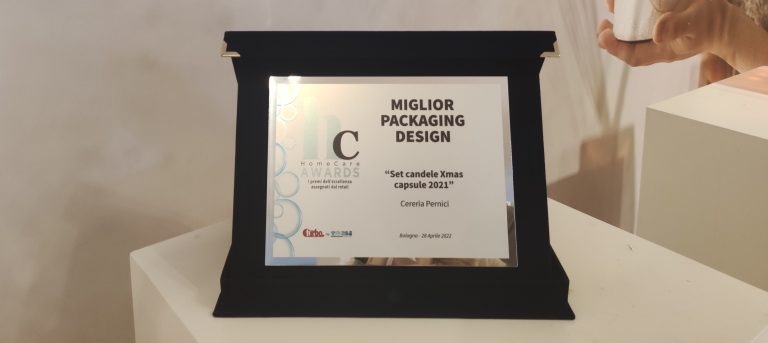 hc
HomeCare
AWARDS
I premi dell'eccellenza
assegnati dal retail
MIGLIOR
PACKAGING
DESIGN
“Set candele Xmas
capsule 2021”
Cereria Pernici
Bologna - 28 Aprile 2022